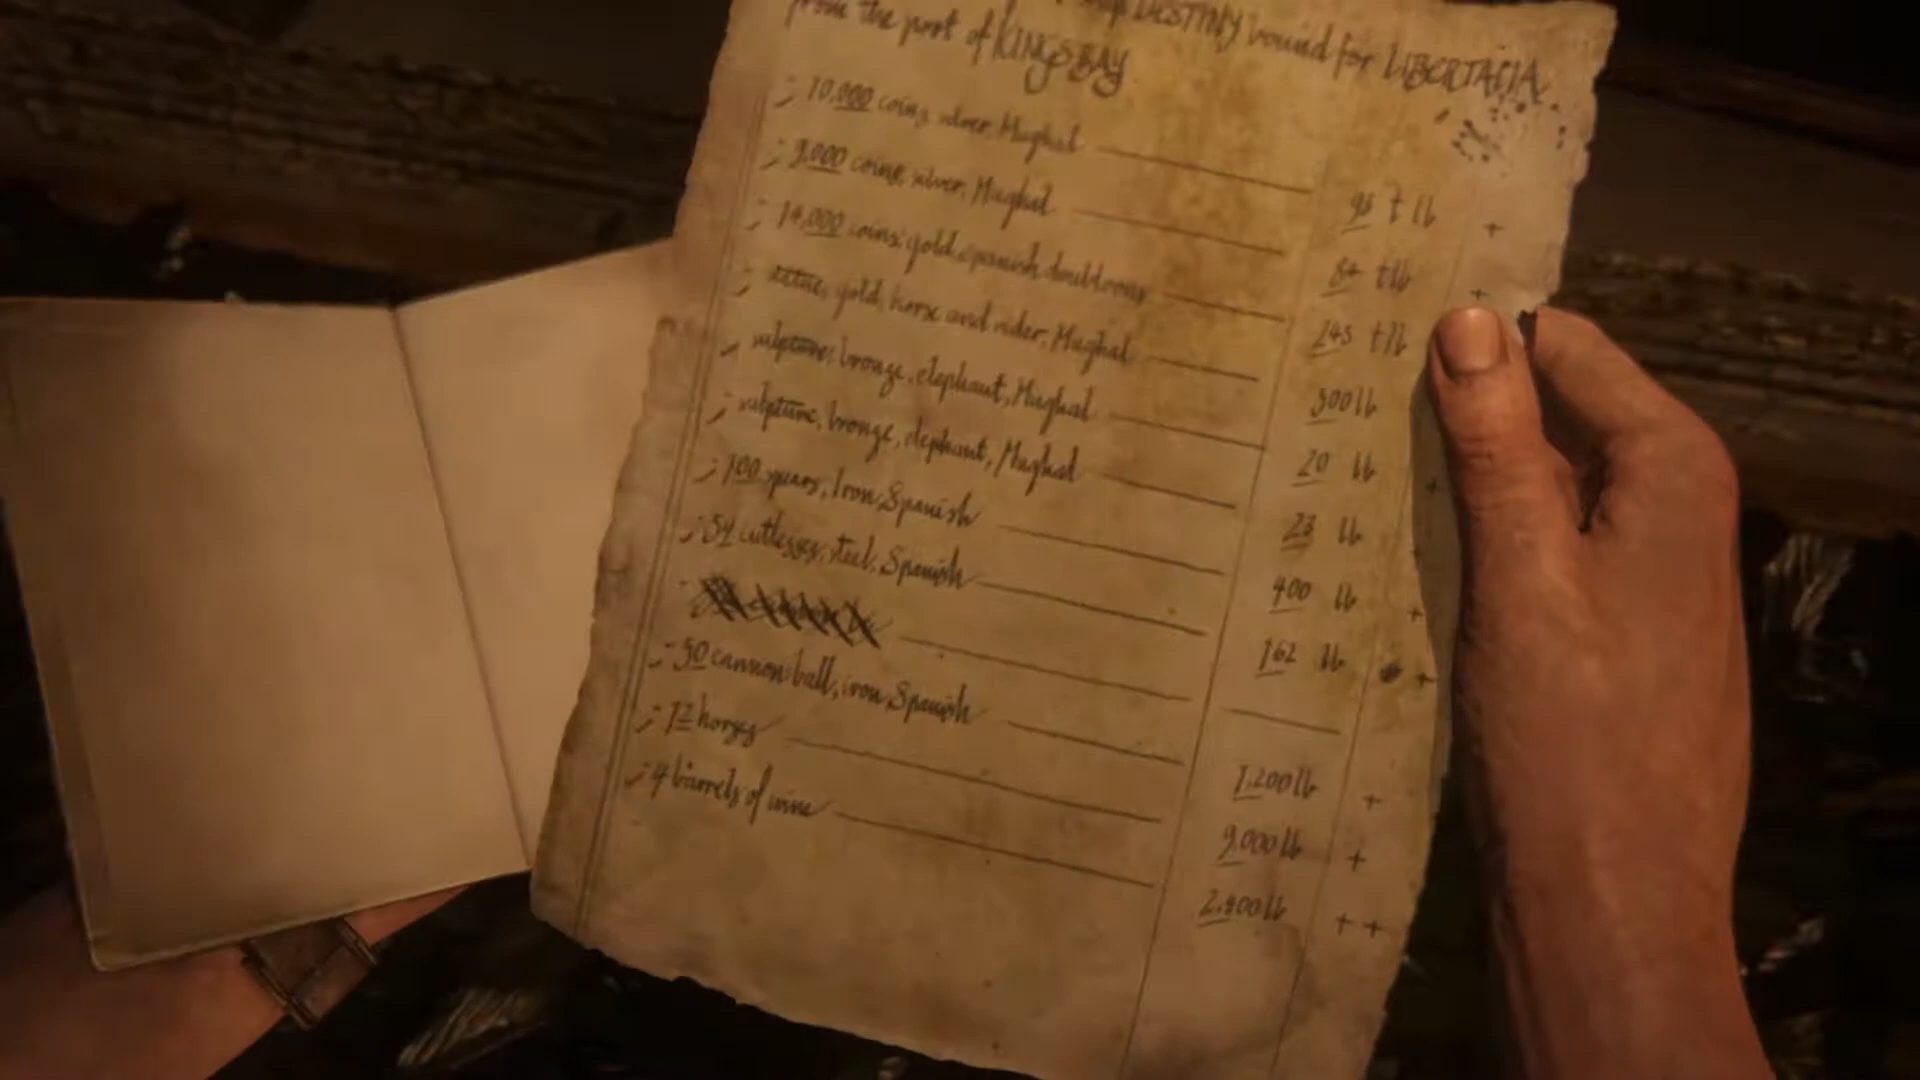 DESTINY bound for LIBERTALIA
from the port of KINGS BAY
10,000 coins, silver, Mughal 93 t lb +
9,000 coins, silver, Mughal 84 t lb +
14,000 coins, gold, spanish doubloons 245 t lb
statue, gold, horse and rider, Mughal 300 lb
sculpture, bronze, elephant, Mughal 20 lb +
sculpture, bronze, elephant, Mughal 23 lb
100 spears, Iron, Spanish 400 lb +
54 cutlesses, steel, Spanish 162 lb +
30 cannon ball, iron, Spanish 1,200 lb +
12 horses 9,000 lb +
4 barrels of wine 2,400 lb ++